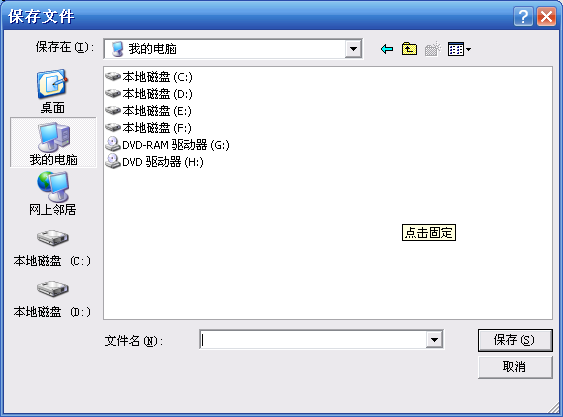 保存文件
保存在(I):
我的电脑
桌面
我的电脑
网上邻居
本地磁盘 (C:)
本地磁盘 (D:)
本地磁盘 (C:)
本地磁盘 (D:)
本地磁盘 (E:)
本地磁盘 (F:)
DVD-RAM 驱动器 (G:)
DVD 驱动器 (H:)
点击固定
文件名(N):
保存(S)
取消